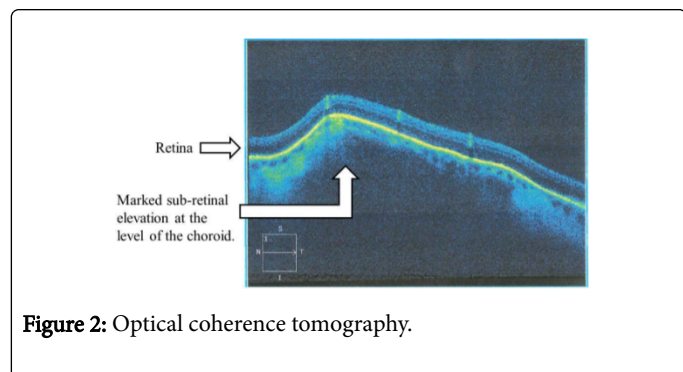 Retina
Marked sub-retinal
elevation at the
level of the choroid.
S
N
T
I
Figure 2: Optical coherence tomography.